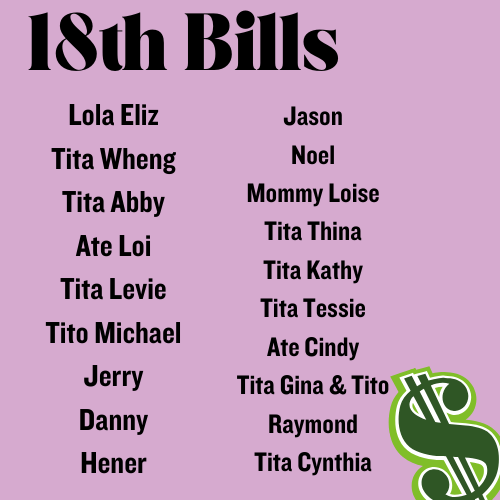 18th Bills
Lola Eliz
Tita Wheng
Tita Abby
Ate Loi
Tita Levie
Tito Michael
Jerry
Danny
Hener
Jason
Noel
Mommy Loise
Tita Thina
Tita Kathy
Tita Tessie
Ate Cindy
Tita Gina & Tito
Raymond
Tita Cynthia